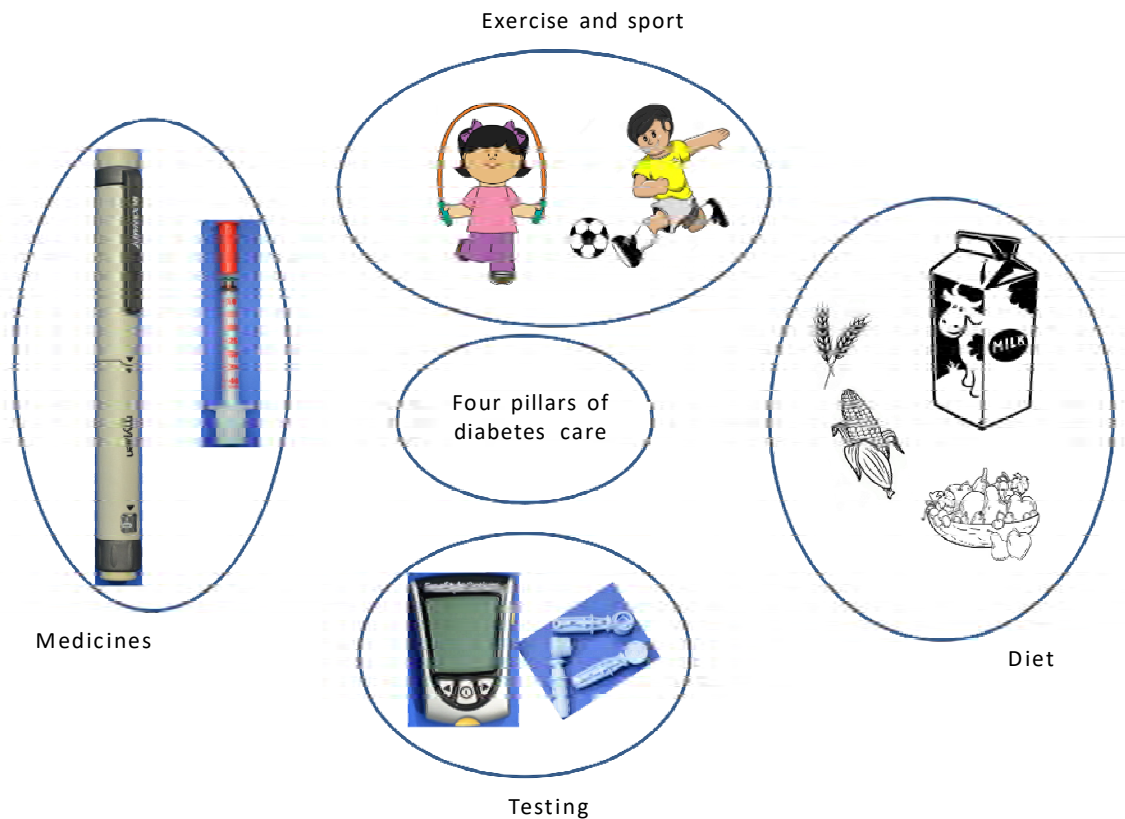 Exercise and sport
MILK
Four pillars of
diabetes care
Medicines
Diet
Testing